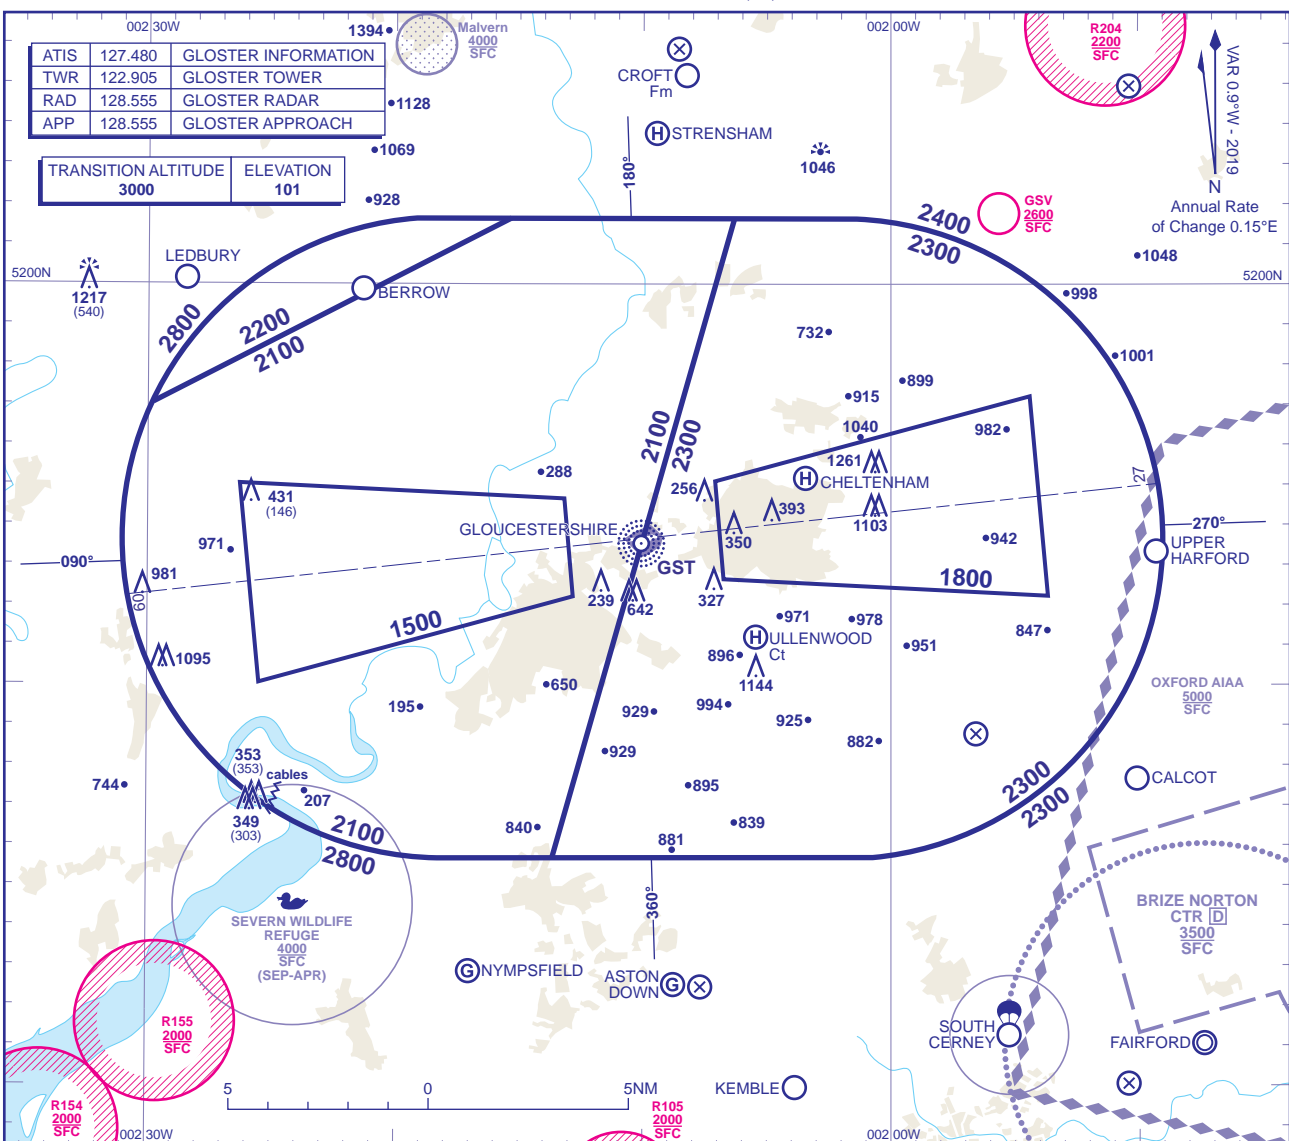 002 30W
002 00W
1394
Malvern
4000
SFC
R204
2200
SFC
ATIS 127.480 GLOSTER INFORMATION
TWR 122.905 GLOSTER TOWER
RAD 128.555 GLOSTER RADAR
APP 128.555 GLOSTER APPROACH
CROFT
Fm
VAR 0.9°W - 2019
1128
H STRENSHAM
1069
1046
180°
TRANSITION ALTITUDE
3000
ELEVATION
101
N
Annual Rate
of Change 0.15°E
928
GSV
2600
SFC
2400
2300
LEDBURY
1048
5200N
5200N
1217
(540)
BERROW
998
2800
2200
2100
732
1001
899
915
2100
2300
1040
982
1261
288
H CHELTENHAM
27
256
431
(146)
393
1103
GLOUCESTERSHIRE
350
270°
971
942
UPPER
HARFORD
090°
GST
981
1800
239
642
327
09
1500
971
978
847
H ULLENWOOD
Ct
951
896
1095
1144
650
OXFORD AIAA
5000
SFC
195
929
994
925
882
929
353
(353)
cables
744
207
895
2300
2300
CALCOT
349
(303)
2100
2800
840
839
881
360°
SEVERN WILDLIFE
REFUGE
4000
SFC
(SEP-APR)
BRIZE NORTON
CTR D
3500
SFC
G NYMPSFIELD
ASTON
DOWN G
R155
2000
SFC
SOUTH
CERNEY
FAIRFORD
5 0 5NM
KEMBLE
R154
2000
SFC
R105
2000
SFC
002 30W
002 00W